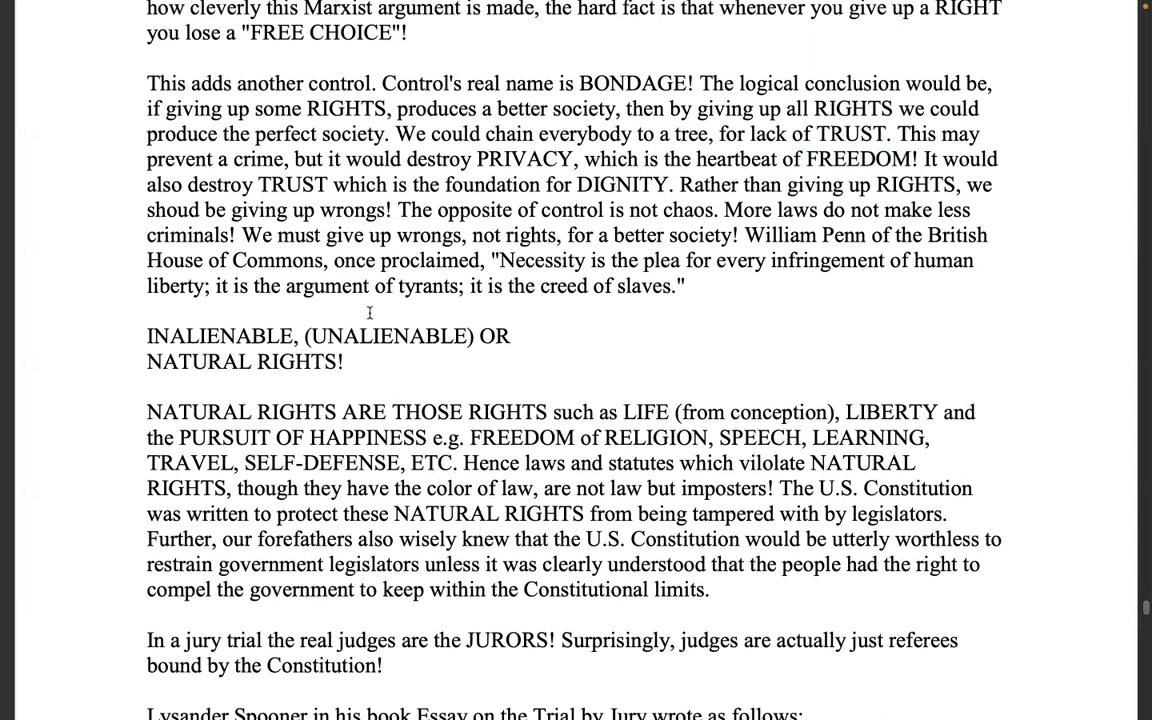 how cleverly this Marxist argument is made, the hard fact is that whenever you give up a RIGHT
you lose a "FREE CHOICE"!
This adds another control. Control's real name is BONDAGE! The logical conclusion would be,
if giving up some RIGHTS, produces a better society, then by giving up all RIGHTS we could
produce the perfect society. We could chain everybody to a tree, for lack of TRUST. This may
prevent a crime, but it would destroy PRIVACY, which is the heartbeat of FREEDOM! It would
also destroy TRUST which is the foundation for DIGNITY. Rather than giving up RIGHTS, we
shoud be giving up wrongs! The opposite of control is not chaos. More laws do not make less
criminals! We must give up wrongs, not rights, for a better society! William Penn of the British
House of Commons, once proclaimed, "Necessity is the plea for every infringement of human
liberty; it is the argument of tyrants; it is the creed of slaves."
INALIENABLE, (UNALIENABLE) OR
NATURAL RIGHTS!
NATURAL RIGHTS ARE THOSE RIGHTS such as LIFE (from conception), LIBERTY and
the PURSUIT OF HAPPINESS e.g. FREEDOM of RELIGION, SPEECH, LEARNING,
TRAVEL, SELF-DEFENSE, ETC. Hence laws and statutes which vilolate NATURAL
RIGHTS, though they have the color of law, are not law but imposters! The U.S. Constitution
was written to protect these NATURAL RIGHTS from being tampered with by legislators.
Further, our forefathers also wisely knew that the U.S. Constitution would be utterly worthless to
restrain government legislators unless it was clearly understood that the people had the right to
compel the government to keep within the Constitutional limits.
In a jury trial the real judges are the JURORS! Surprisingly, judges are actually just referees
bound by the Constitution!
Lysander Spooner in his book Essay on the Trial by Jury wrote as follows: